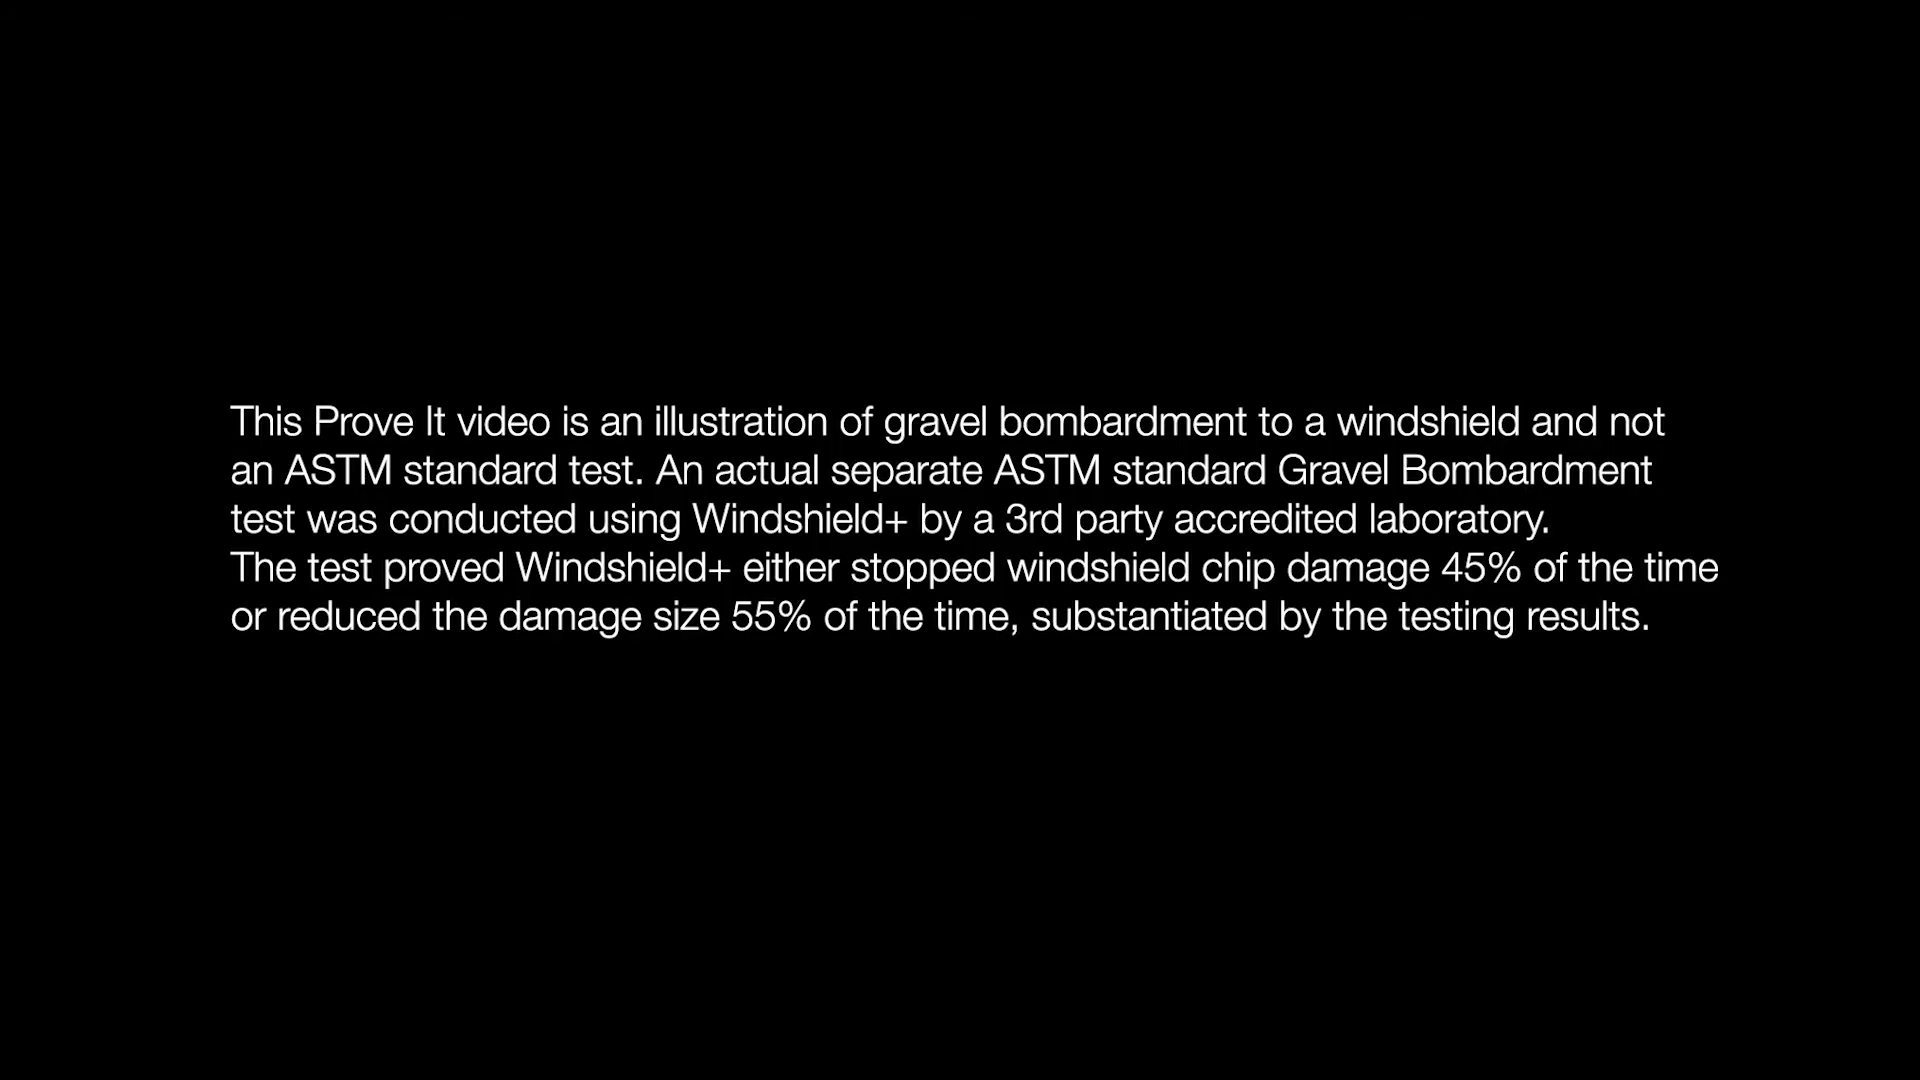 This Prove It video is an illustration of gravel bombardment to a windshield and not
an ASTM standard test. An actual separate ASTM standard Gravel Bombardment
test was conducted using Windshield+ by a 3rd party accredited laboratory.
The test proved Windshield+ either stopped windshield chip damage 45% of the time
or reduced the damage size 55% of the time, substantiated by the testing results.